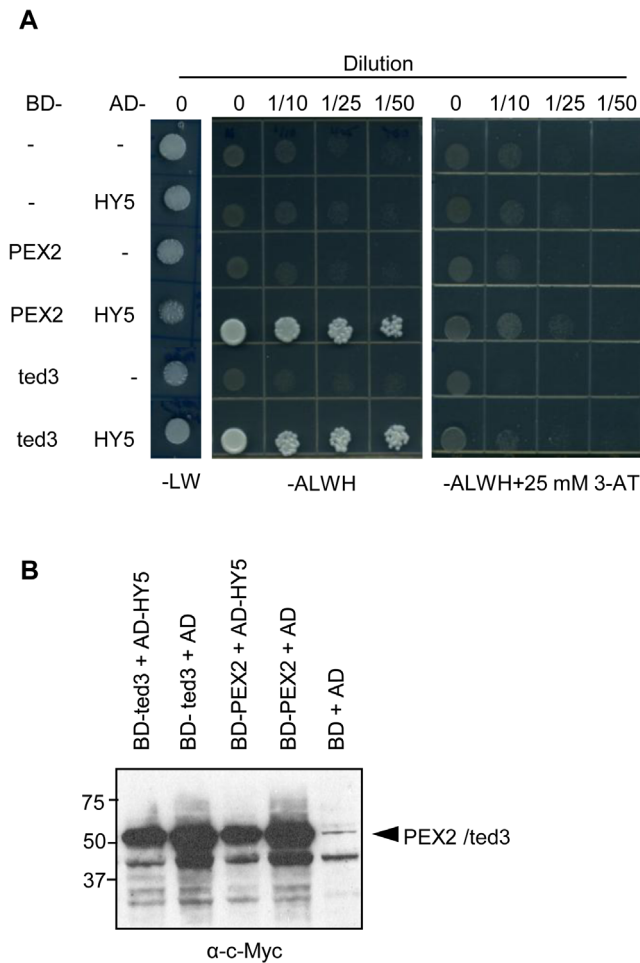 A
Dilution
BD- AD- 0 0 1/10 1/25 1/50 0 1/10 1/25 1/50
- -
- HY5
PEX2 -
PEX2 HY5
ted3 -
ted3 HY5
-LW -ALWH -ALWH+25 mM 3-AT
B
BD-ted3 + AD-HY5
BD- ted3 + AD
BD-PEX2 + AD-HY5
BD-PEX2 + AD
BD + AD
75
50
37
PEX2 /ted3
α-c-Myc